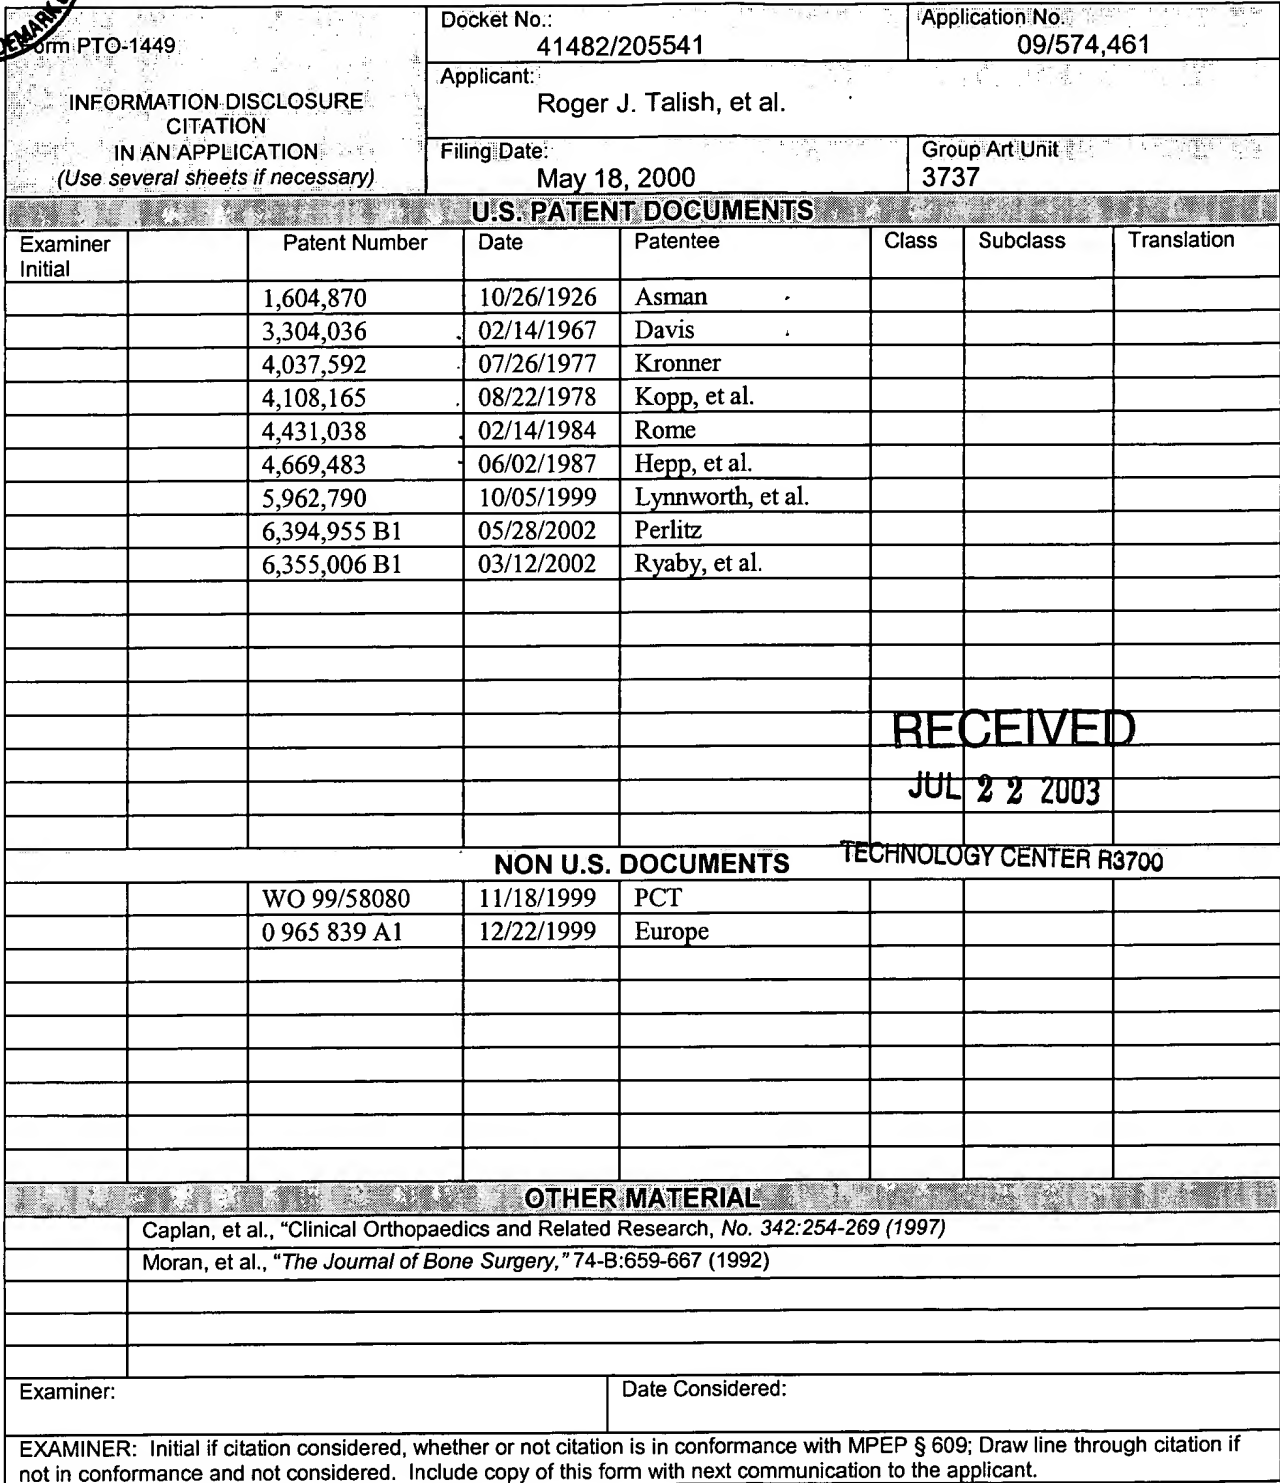 DEMARK
Form PTO-1449
INFORMATION DISCLOSURE
CITATION
IN AN APPLICATION
(Use several sheets if necessary)
Docket No.:
41482/205541
Application No.
09/574,461
Applicant:
Roger J. Talish, et al.
Filing Date:
May 18, 2000
Group Art Unit
3737
U.S. PATENT DOCUMENTS
Examiner Initial Patent Number Date Patentee Class Subclass Translation
1,604,870 10/26/1926 Asman
3,304,036 02/14/1967 Davis
4,037,592 07/26/1977 Kronner
4,108,165 08/22/1978 Kopp, et al.
4,431,038 02/14/1984 Rome
4,669,483 06/02/1987 Hepp, et al.
5,962,790 10/05/1999 Lynnworth, et al.
6,394,955 B1 05/28/2002 Perlitz
6,355,006 B1 03/12/2002 Ryaby, et al.
RECEIVED
JUL 22 2003
TECHNOLOGY CENTER R3700
NON U.S. DOCUMENTS
WO 99/58080 11/18/1999 PCT
0 965 839 A1 12/22/1999 Europe
OTHER MATERIAL
Caplan, et al., “Clinical Orthopaedics and Related Research, No. 342:254-269 (1997)
Moran, et al., “The Journal of Bone Surgery,” 74-B:659-667 (1992)
Examiner:
Date Considered:
EXAMINER: Initial if citation considered, whether or not citation is in conformance with MPEP § 609; Draw line through citation if
not in conformance and not considered. Include copy of this form with next communication to the applicant.